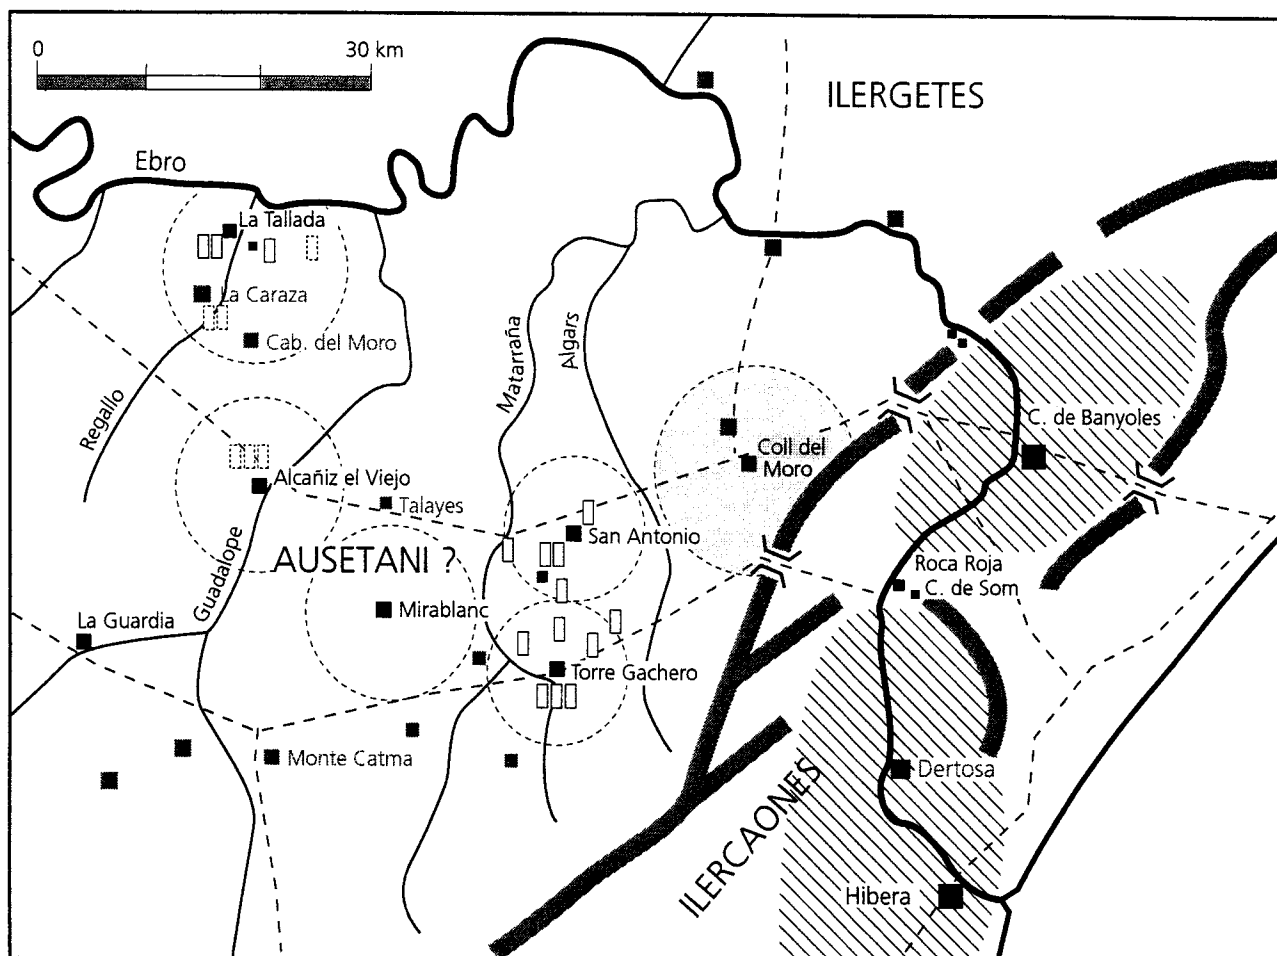 0 30 km
ILERGETES
Ebro
La Tallada
La Caraza
Cab. del Moro
Regallo
Matarraña
Algars
C. de Banyoles
Coll del
Moro
Alcañiz el Viejo
Talayes
San Antonio
AUSETANI ?
Guadalope
Roca Roja
C. de Som
Mirablanc
La Guardia
Torre Gachero
Monte Catma
Dertosa
ILERCAONES
Hibera